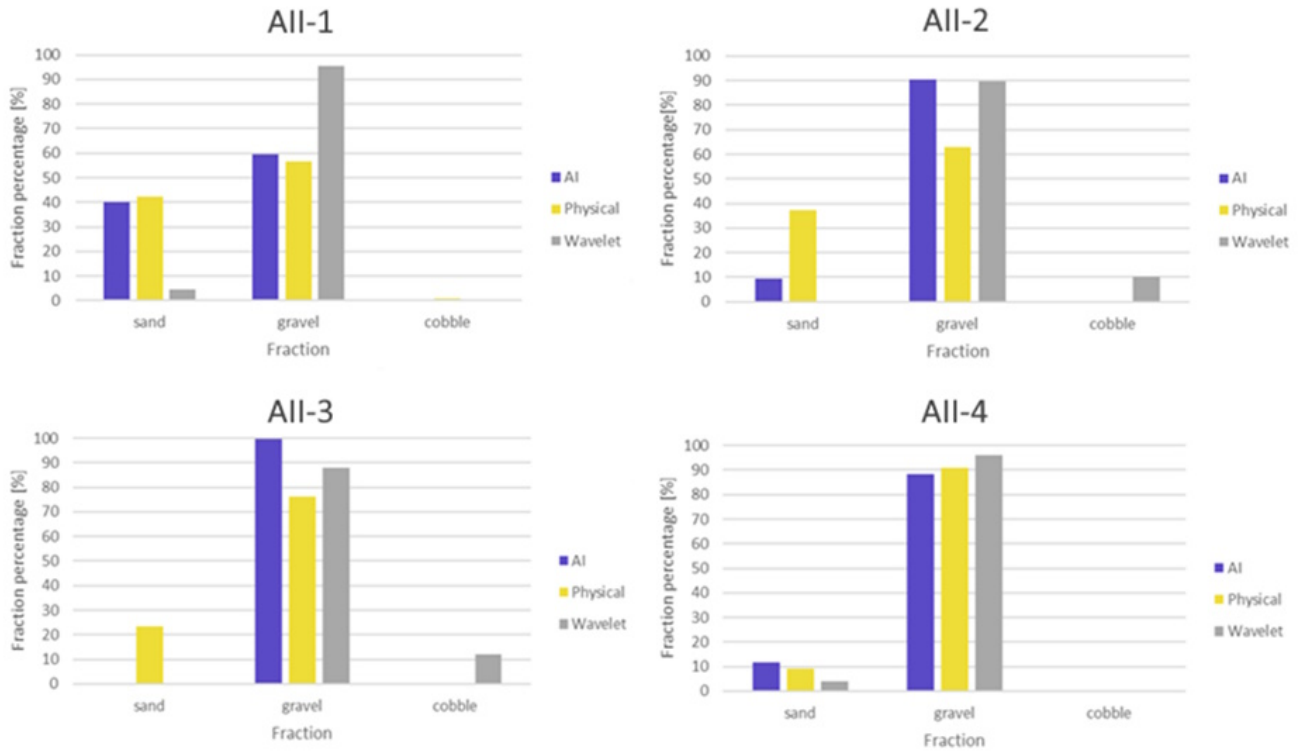 All-1
Fraction percentage [%]
100
90
80
70
60
50
40
30
20
10
0
sand gravel cobble
Fraction
AI
Physical
Wavelet
All-2
Fraction percentage[%]
100
90
80
70
60
50
40
30
20
10
0
sand gravel cobble
Fraction
AI
Physical
Wavelet
All-3
Fraction percentage [%]
100
90
80
70
60
50
40
30
20
10
0
sand gravel cobble
Fraction
AI
Physical
Wavelet
All-4
Fraction percentage [%]
100
90
80
70
60
50
40
30
20
10
0
sand gravel cobble
Fraction
AI
Physical
Wavelet